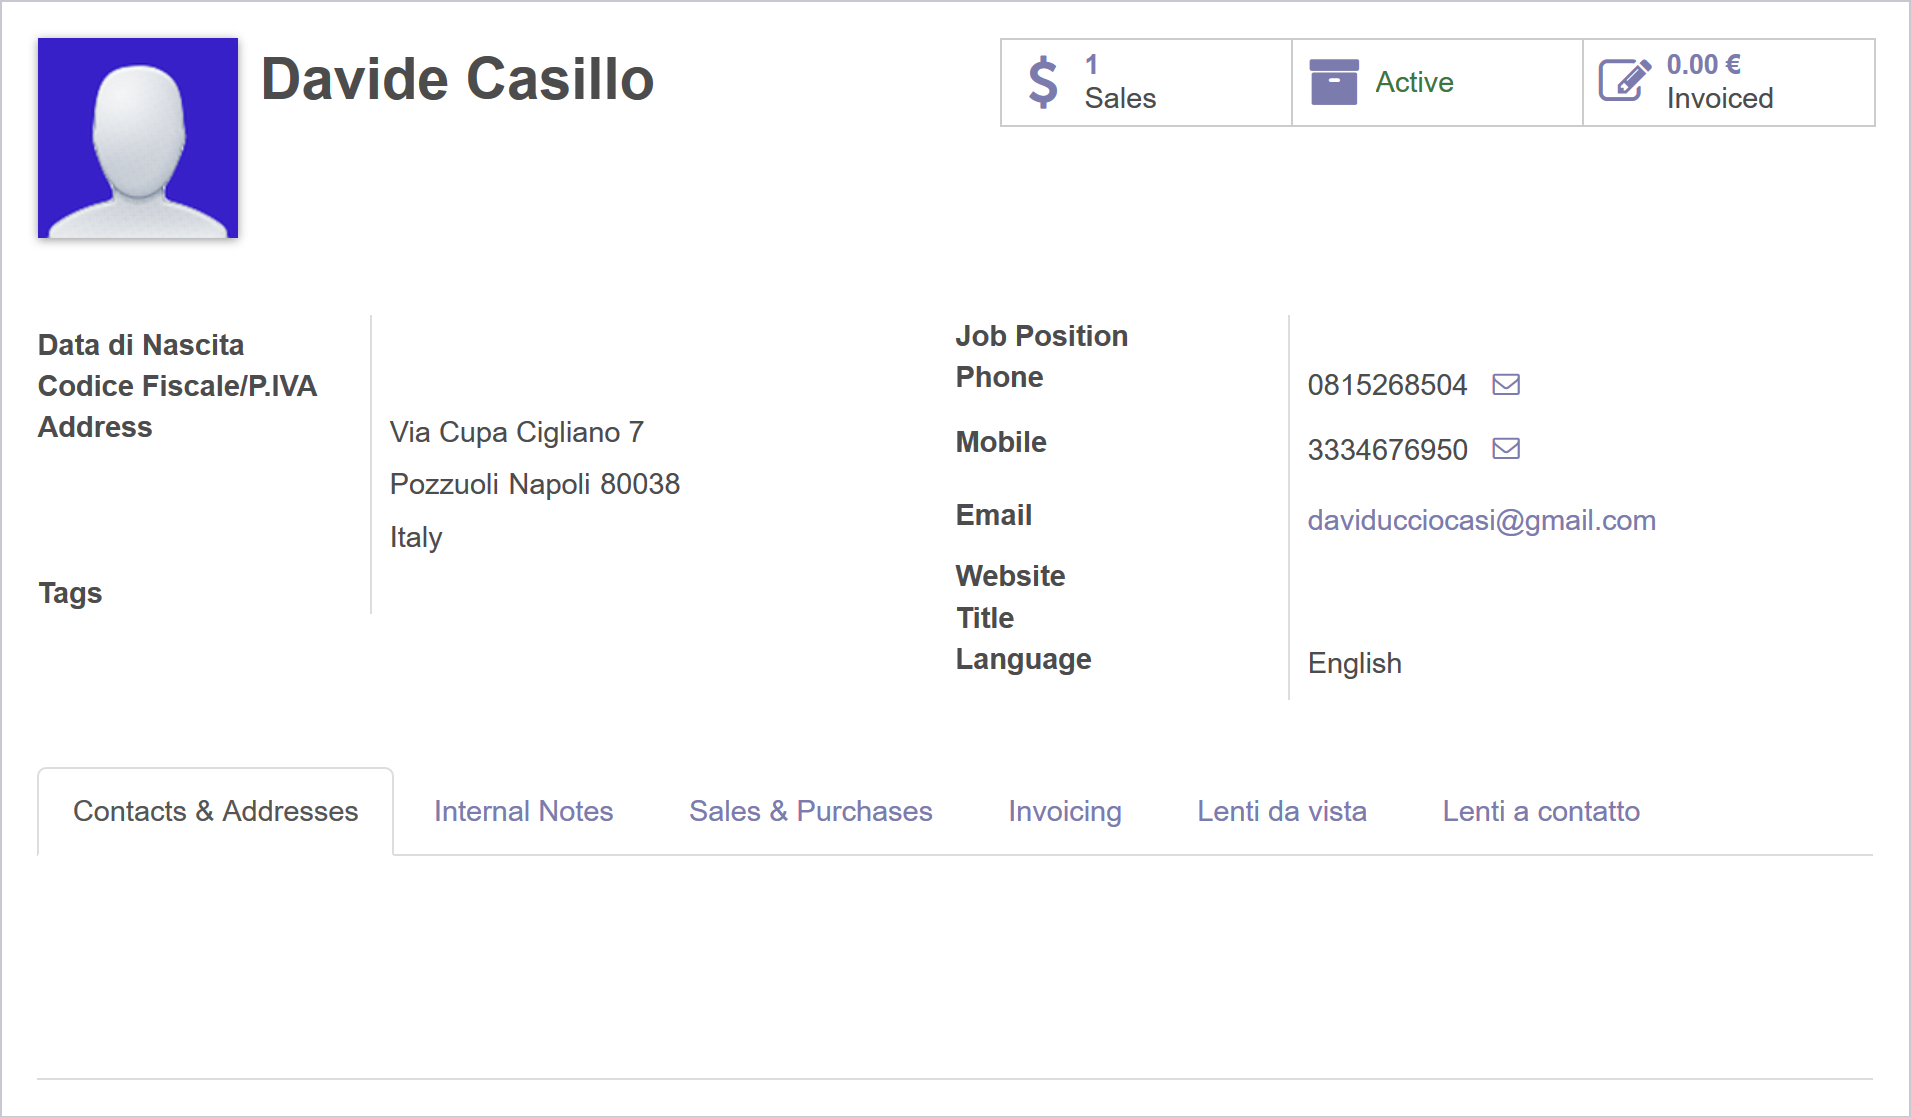 Davide Casillo
1
Sales
Active
0.00 €
Invoiced
Data di Nascita
Codice Fiscale/P.IVA
Address
Via Cupa Cigliano 7
Pozzuoli Napoli 80038
Italy
Tags
Job Position
Phone
0815268504
Mobile
3334676950
Email
daviducciocasi@gmail.com
Website
Title
Language
English
Contacts & Addresses
Internal Notes
Sales & Purchases
Invoicing
Lenti da vista
Lenti a contatto